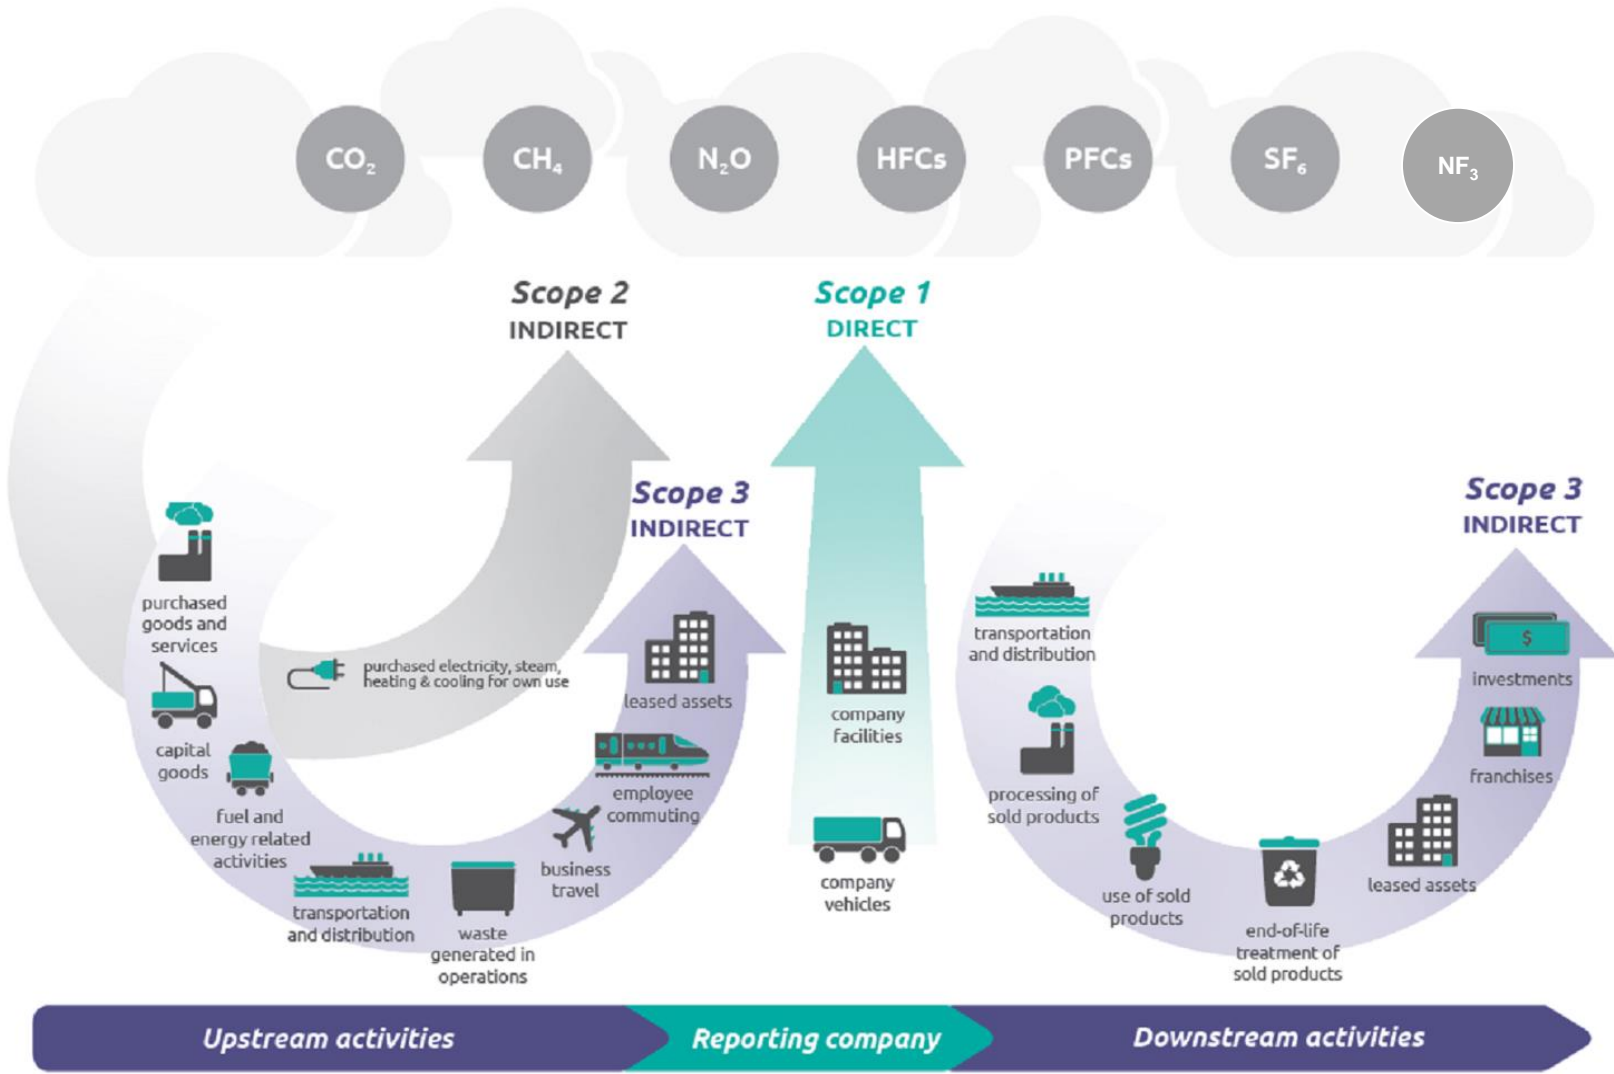 CO₂
CH₄
N₂O
HFCs
PFCs
SF₆
NF₃
Scope 2
INDIRECT
Scope 1
DIRECT
Scope 3
INDIRECT
Scope 3
INDIRECT
purchased
goods and
services
capital
goods
fuel and
energy related
activities
transportation
and distribution
waste
generated in
operations
business
travel
employee
commuting
leased assets
purchased electricity, steam,
heating & cooling for own use
company
facilities
company
vehicles
transportation
and distribution
processing of
sold products
use of sold
products
end-of-life
treatment of
sold products
leased assets
franchises
investments
$
Upstream activities
Reporting company
Downstream activities